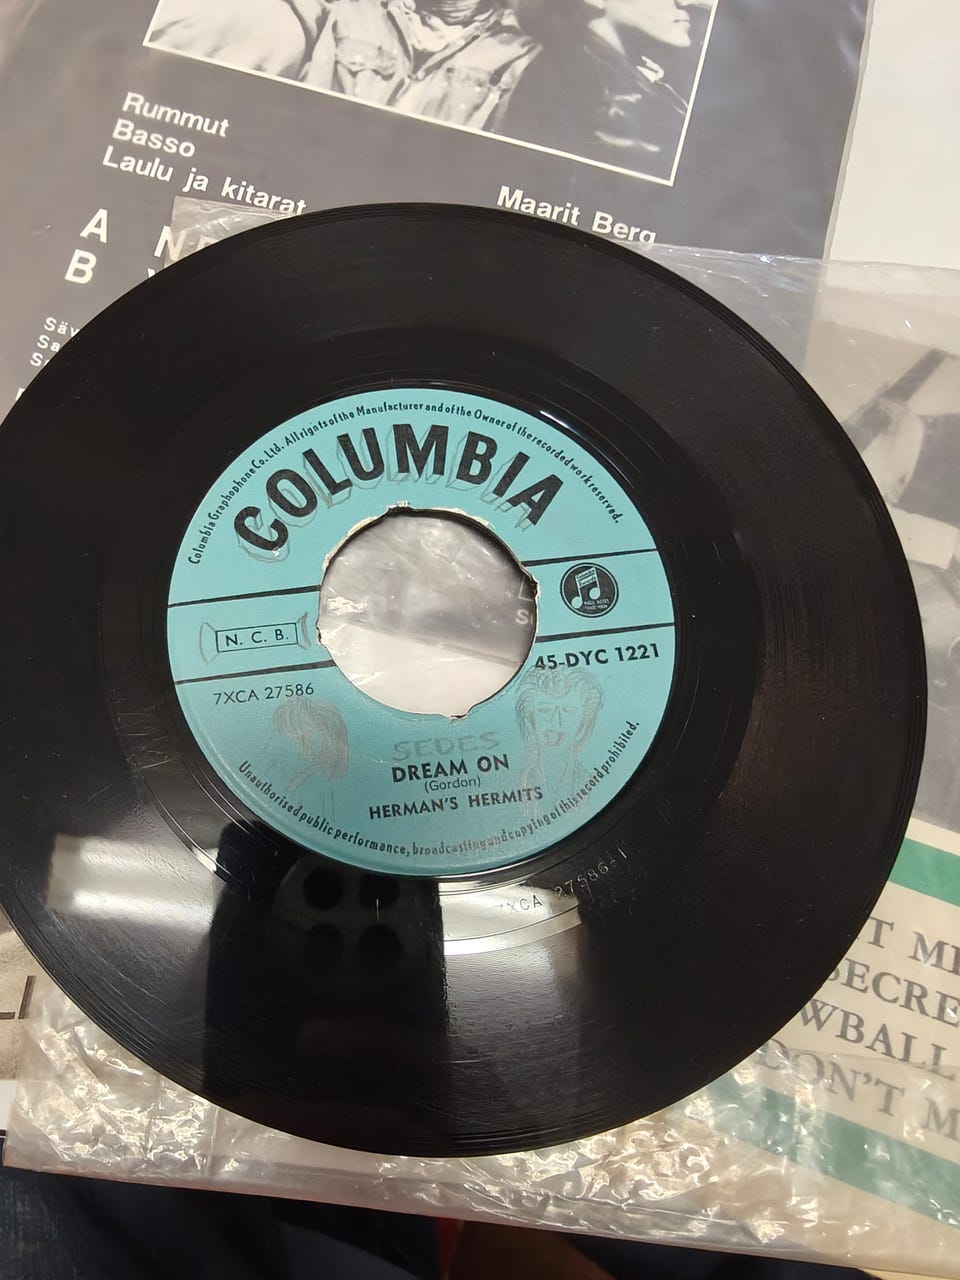 Rummut
Basso
Laulu ja kitarat
Maarit Berg
A
B
Columbia Graphophone Co. Ltd. All rights of the Manufacturer and of the Owner of the recorded work reserved.
COLUMBIA
N. C. B.
45-DYC 1221
7XCA 27586
SEDES
DREAM ON
(Gordon)
HERMAN'S HERMITS
Unauthorised public performance, broadcasting and copying of this record prohibited.
7XCA 27586-1
WBALL
DON'T M